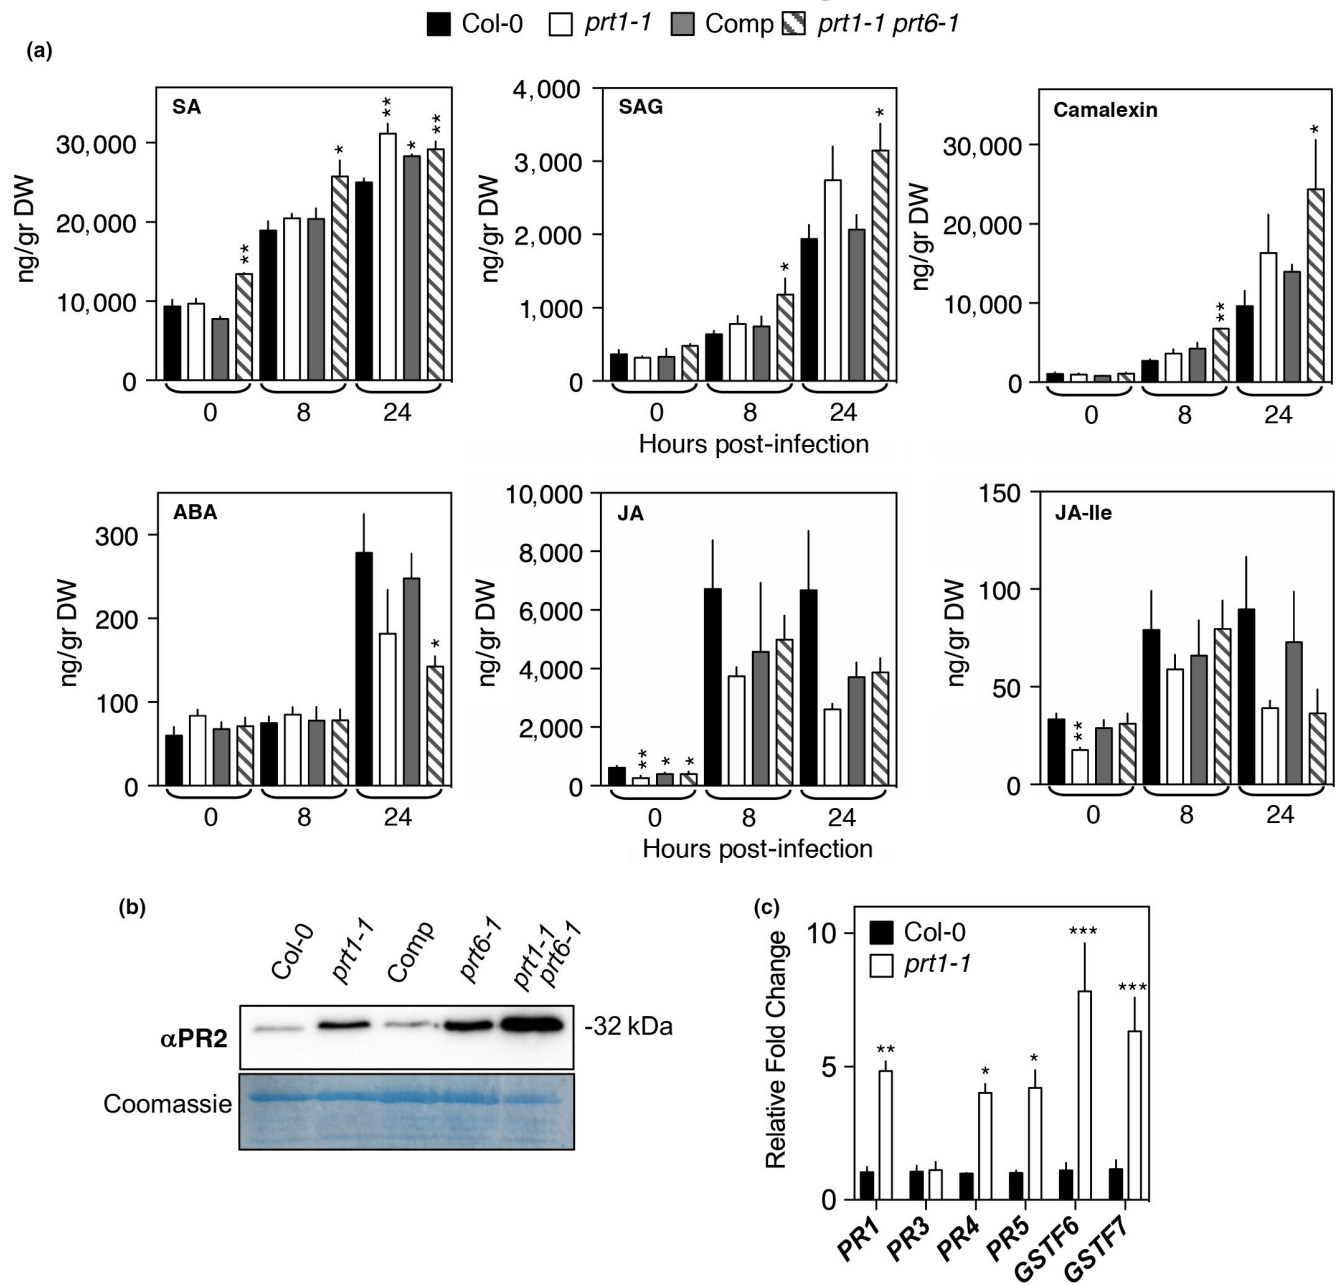 Col-0 prt1-1 Comp prt1-1 prt6-1
(a)
SA
ng/gr DW
30,000
20,000
10,000
0
** * ** * **
0 8 24
SAG
ng/gr DW
4,000
3,000
2,000
1,000
0
* *
0 8 24
Hours post-infection
Camalexin
ng/gr DW
30,000
20,000
10,000
0
** *
0 8 24
ABA
ng/gr DW
300
200
100
0
*
0 8 24
JA
ng/gr DW
10,000
8,000
6,000
4,000
2,000
0
** * *
0 8 24
Hours post-infection
JA-Ile
ng/gr DW
150
100
50
0
**
0 8 24
(b)
Col-0
prt1-1
Comp
prt6-1
prt1-1
prt6-1
αPR2
-32 kDa
Coomassie
(c)
Relative Fold Change
10
5
0
Col-0
prt1-1
** * * *** ***
PR1
PR3
PR4
PR5
GSTF6
GSTF7